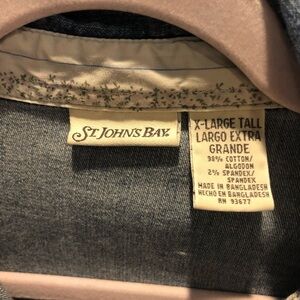 ST. JOHN'S BAY.
X-LARGE TALL
LARGO EXTRA
GRANDE
98% COTTON/
ALGODON
2% SPANDEX/
SPANDEX
MADE IN BANGLADESH
HECHO EN BANGLADESH
RN 93677